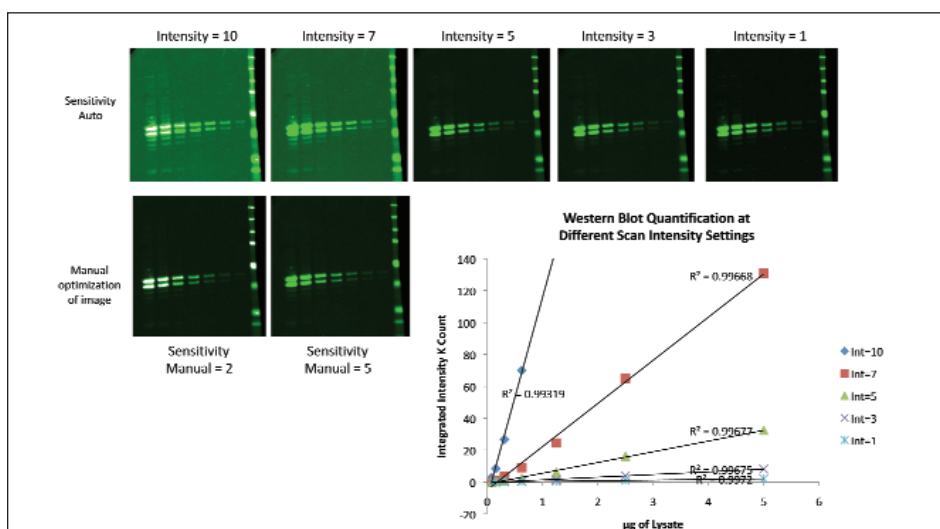 Intensity = 10
Intensity = 7
Intensity = 5
Intensity = 3
Intensity = 1
Sensitivity
Auto
Manual
optimization
of image
Sensitivity
Manual = 2
Sensitivity
Manual = 5
Western Blot Quantification at
Different Scan Intensity Settings
Integrated Intensity K Count
140
120
100
80
60
40
20
0
-20
R² = 0.99668
R² = 0.99319
R² = 0.99677
R² = 0.99675
R² = 0.9972
0
1
2
3
4
5
6
µg of Lysate
Int=10
Int=7
Int=5
Int=3
Int=1